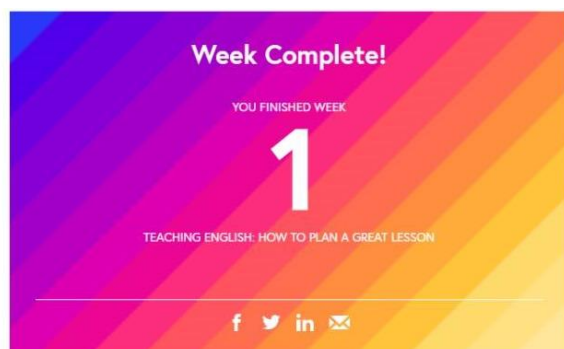 Week Complete!
YOU FINISHED WEEK
1
TEACHING ENGLISH: HOW TO PLAN A GREAT LESSON